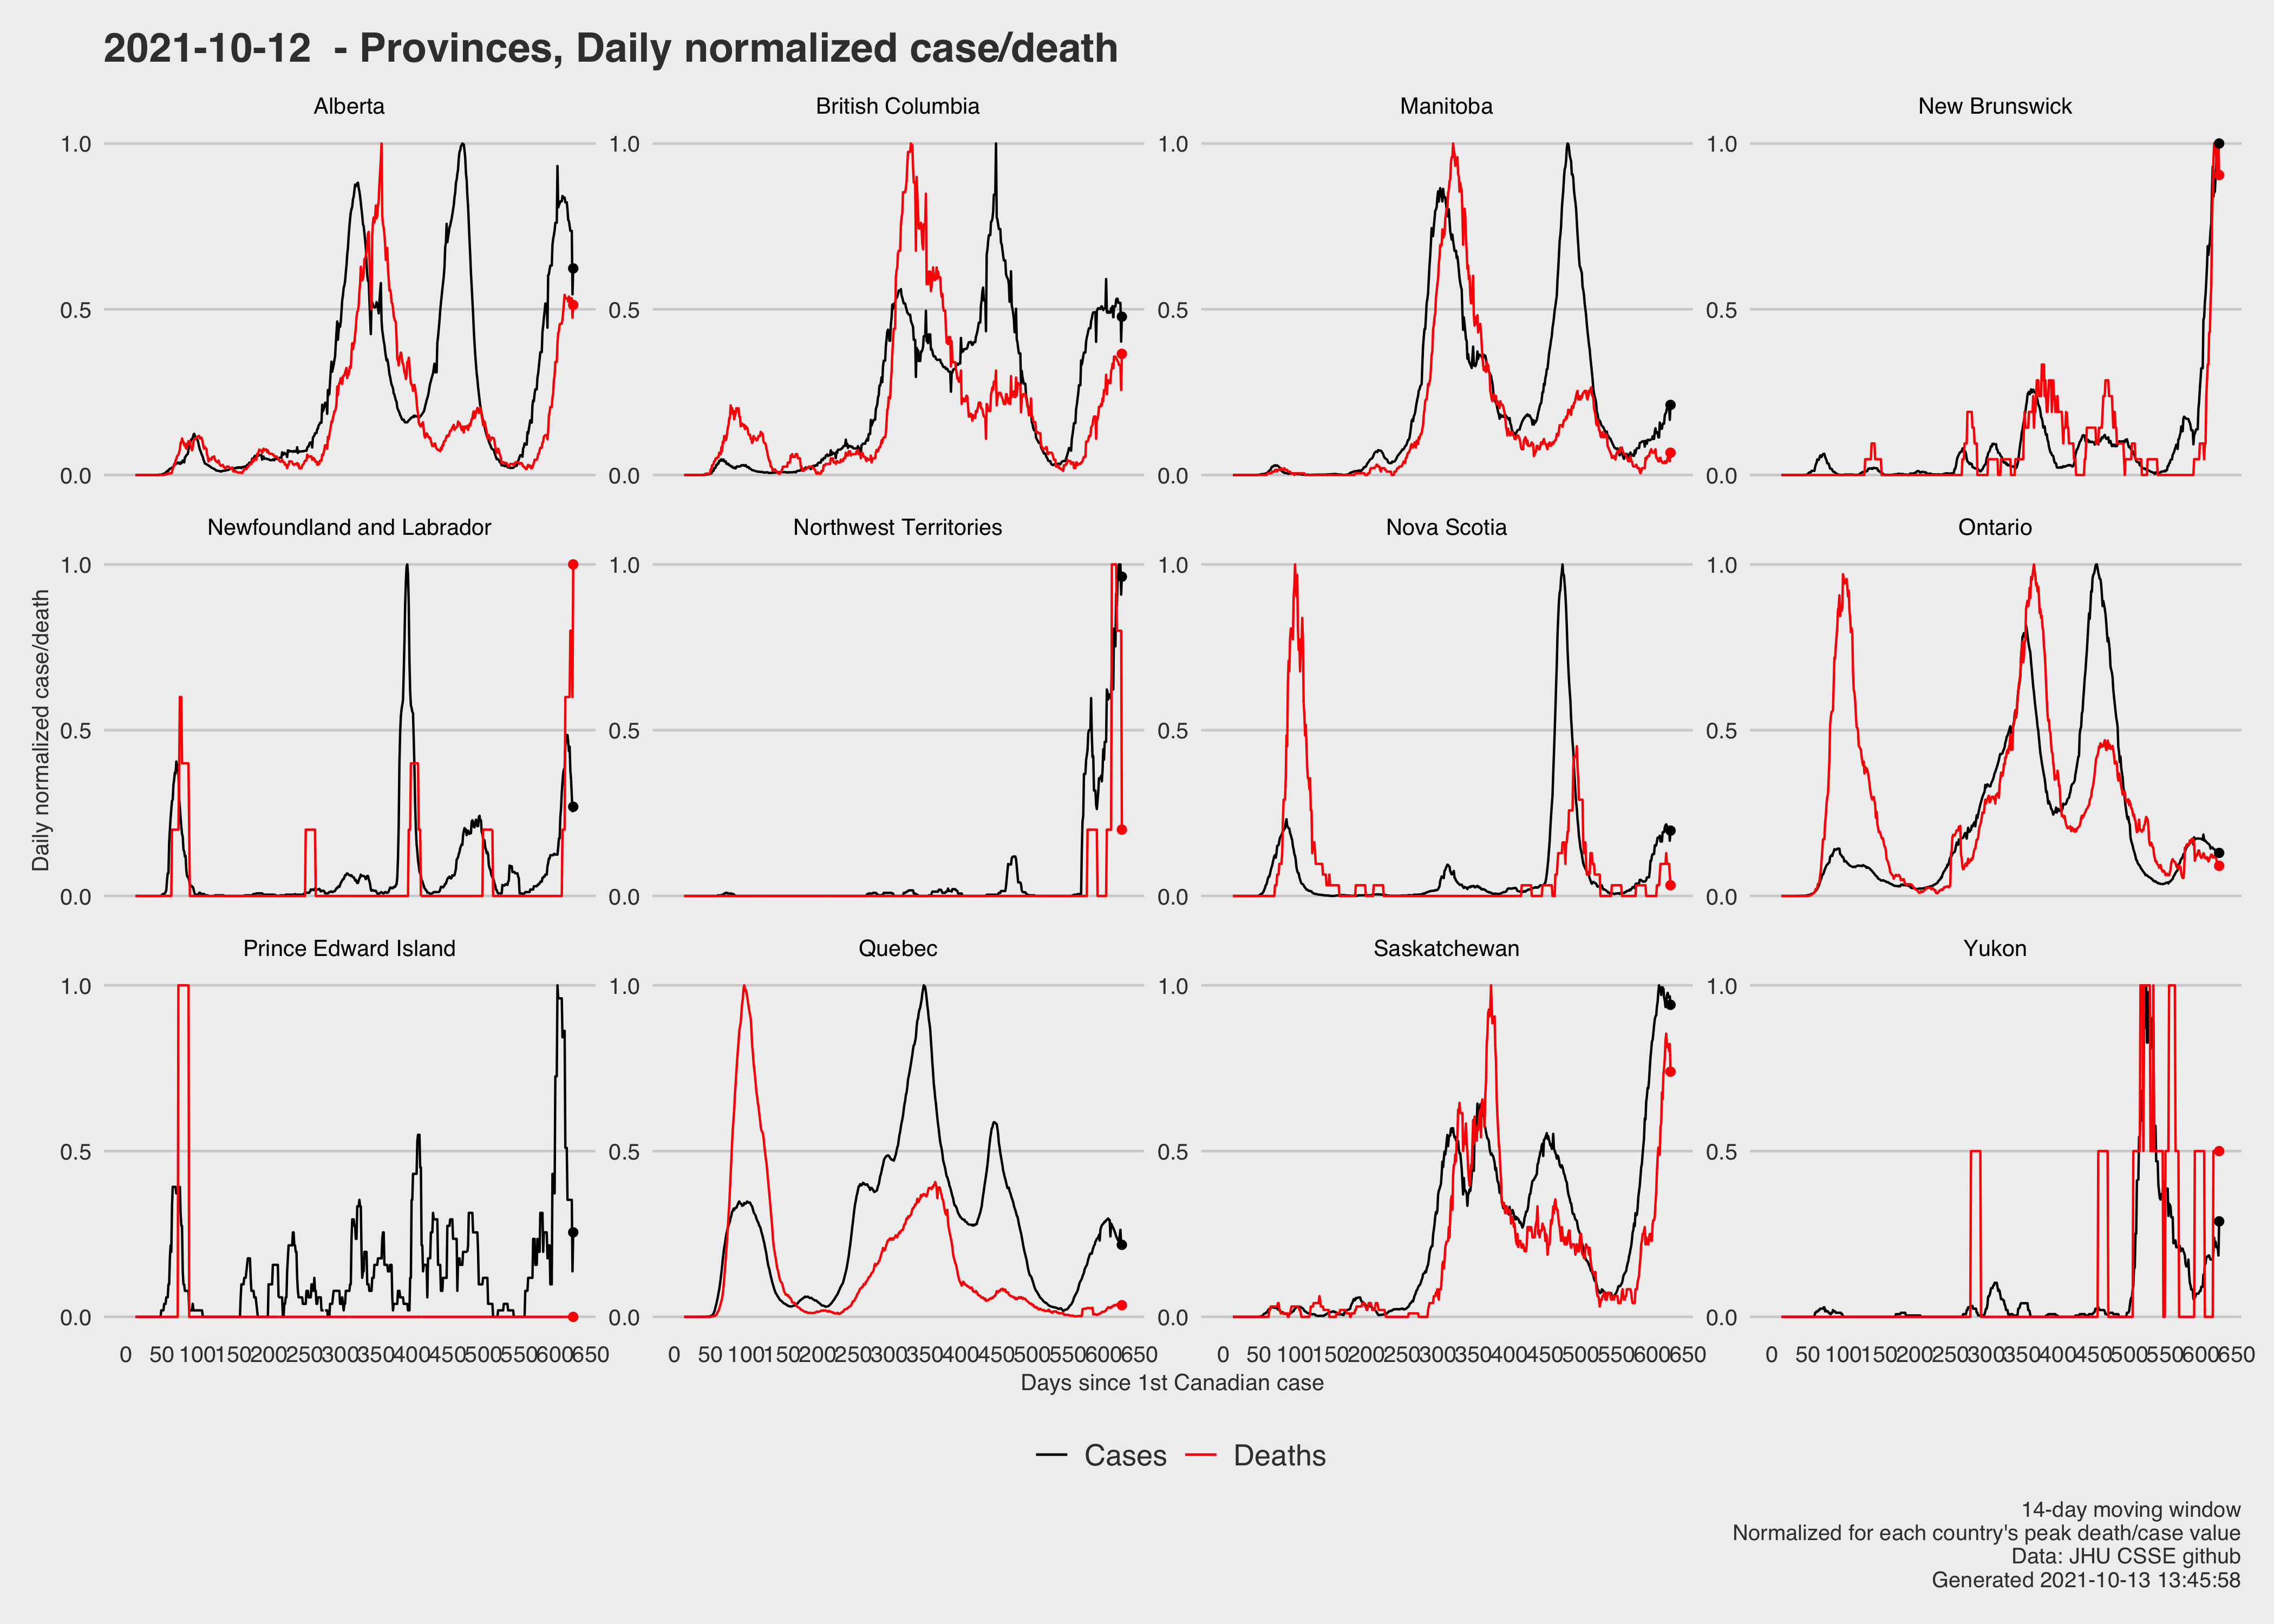 2021-10-12 - Provinces, Daily normalized case/death
Alberta
British Columbia
Manitoba
New Brunswick
1.0
0.5
0.0
1.0
0.5
0.0
1.0
0.5
0.0
1.0
0.5
0.0
Newfoundland and Labrador
Northwest Territories
Nova Scotia
Ontario
1.0
0.5
0.0
1.0
0.5
0.0
1.0
0.5
0.0
1.0
0.5
0.0
Daily normalized case/death
Prince Edward Island
Quebec
Saskatchewan
Yukon
1.0
0.5
0.0
1.0
0.5
0.0
1.0
0.5
0.0
1.0
0.5
0.0
0 50 100 150 200 250 300 350 400 450 500 550 600 650
0 50 100 150 200 250 300 350 400 450 500 550 600 650
0 50 100 150 200 250 300 350 400 450 500 550 600 650
0 50 100 150 200 250 300 350 400 450 500 550 600 650
Days since 1st Canadian case
Cases Deaths
14-day moving window
Normalized for each country's peak death/case value
Data: JHU CSSE github
Generated 2021-10-13 13:45:58